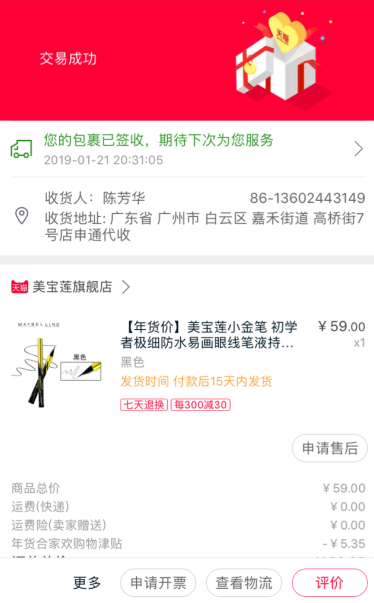 交易成功
天猫
您的包裹已签收，期待下次为您服务
2019-01-21 20:31:05
收货人：陈芳华 86-13602443149
收货地址: 广东省 广州市 白云区 嘉禾街道 高桥街7
号店申通代收
天猫 美宝莲旗舰店
MAYBELLINE
黑色
【年货价】美宝莲小金笔 初学 ￥59.00
者极细防水易画眼线笔液持... x1
黑色
发货时间 付款后15天内发货
七天退换 每300减30
申请售后
商品总价 ￥59.00
运费(快递) ￥0.00
运费险(卖家赠送) ￥0.00
年货合家欢购物津贴 -￥5.35
更多 申请开票 查看物流 评价